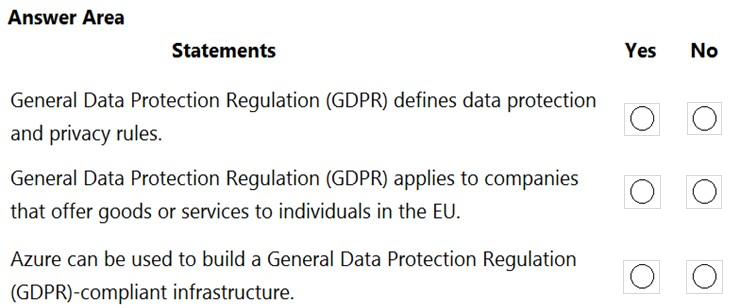 Answer Area
Statements Yes No
General Data Protection Regulation (GDPR) defines data protection
and privacy rules.
General Data Protection Regulation (GDPR) applies to companies
that offer goods or services to individuals in the EU.
Azure can be used to build a General Data Protection Regulation
(GDPR)-compliant infrastructure.